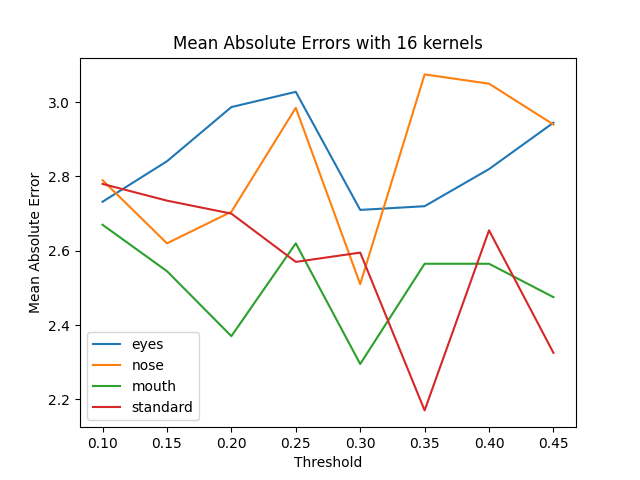 Mean Absolute Errors with 16 kernels
Mean Absolute Error
3.0
2.8
2.6
2.4
2.2
eyes
nose
mouth
standard
0.10 0.15 0.20 0.25 0.30 0.35 0.40 0.45
Threshold